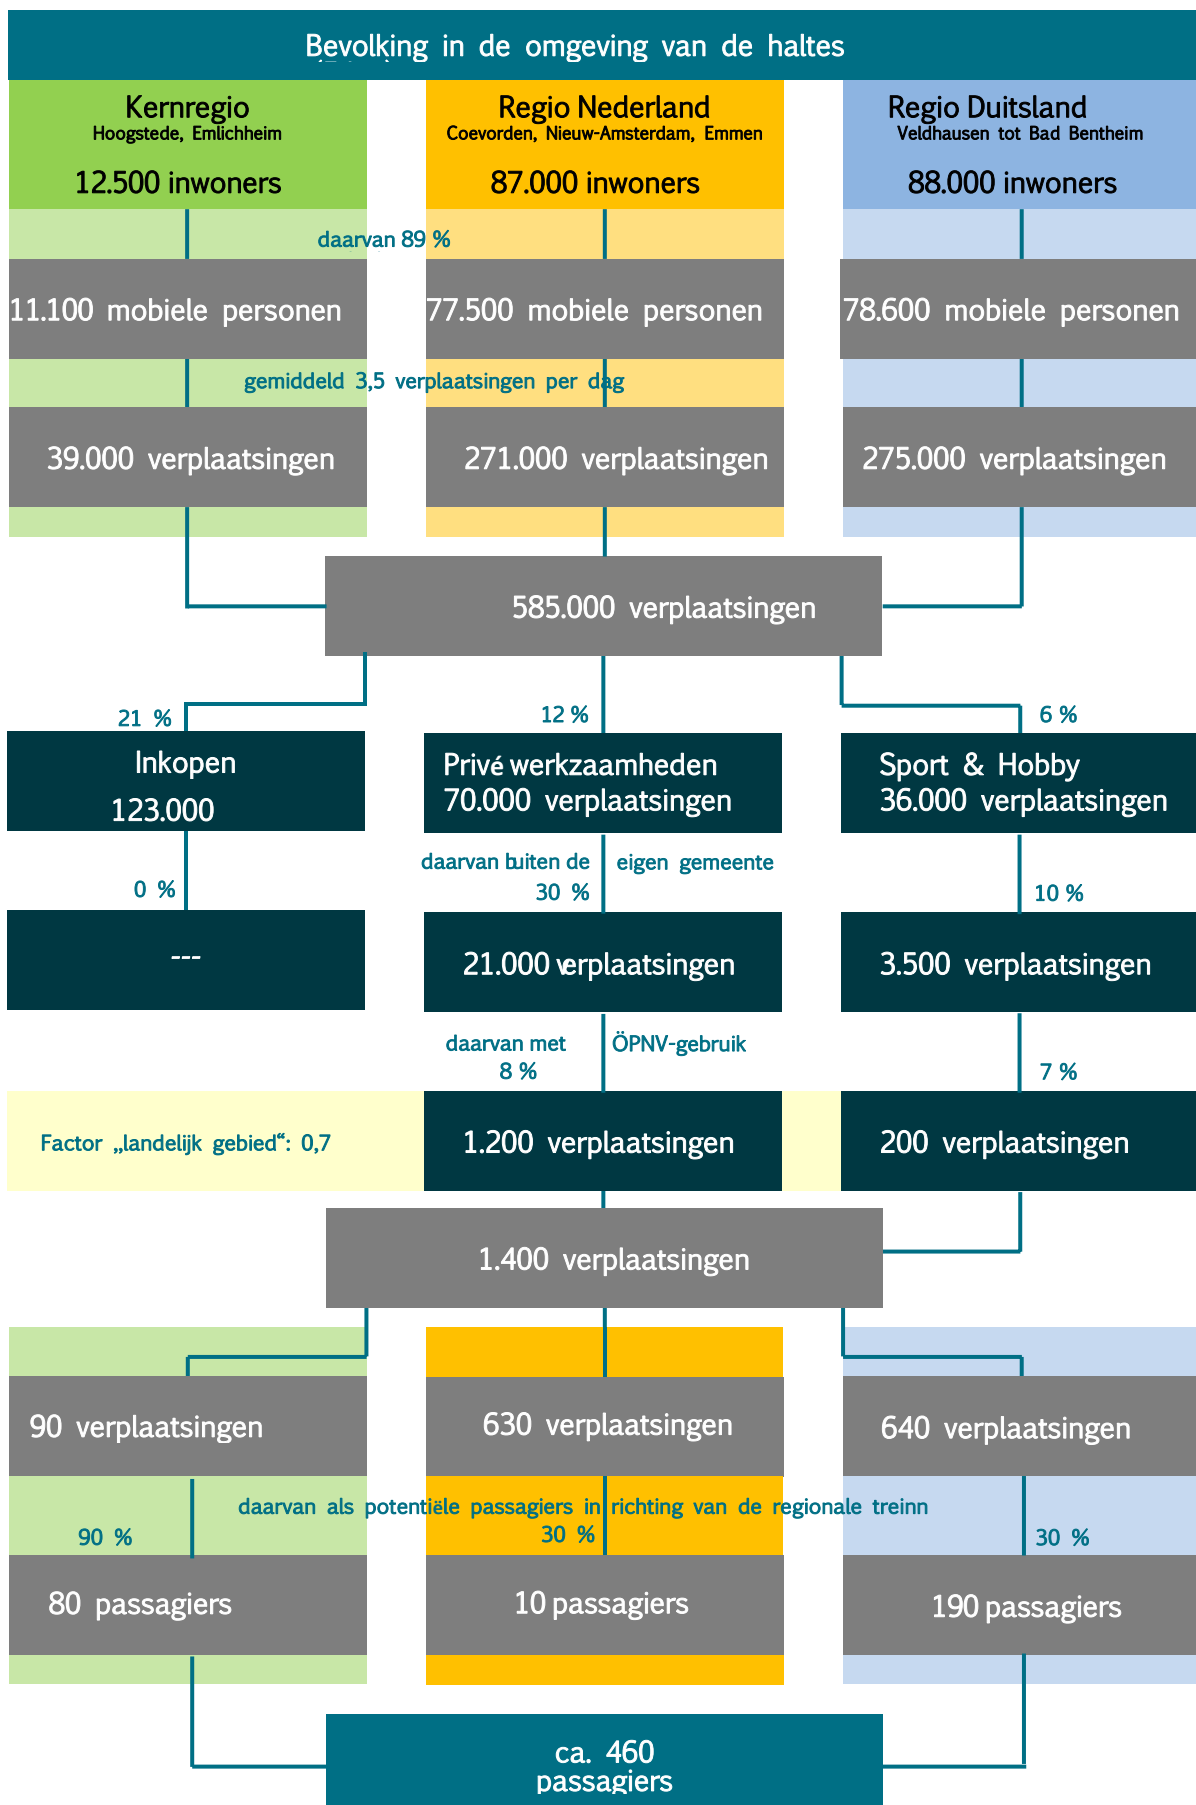 Bevolking in de omgeving van de haltes
Kernregio
Hoogstede, Emlichheim
12.500 inwoners
Regio Nederland
Coevorden, Nieuw-Amsterdam, Emmen
87.000 inwoners
Regio Duitsland
Veldhausen tot Bad Bentheim
88.000 inwoners
daarvan 89 %
11.100 mobiele personen
77.500 mobiele personen
78.600 mobiele personen
gemiddeld 3,5 verplaatsingen per dag
39.000 verplaatsingen
271.000 verplaatsingen
275.000 verplaatsingen
585.000 verplaatsingen
21 %
12 %
6 %
Inkopen
123.000
Privé werkzaamheden
70.000 verplaatsingen
Sport & Hobby
36.000 verplaatsingen
daarvan buiten de eigen gemeente
0 %
30 %
10 %
---
21.000 verplaatsingen
3.500 verplaatsingen
daarvan met ÖPNV-gebruik
8 %
7 %
Factor „landelijk gebied“: 0,7
1.200 verplaatsingen
200 verplaatsingen
1.400 verplaatsingen
90 verplaatsingen
630 verplaatsingen
640 verplaatsingen
daarvan als potentiële passagiers in richting van de regionale treinn
90 %
30 %
30 %
80 passagiers
10 passagiers
190 passagiers
ca. 460
passagiers